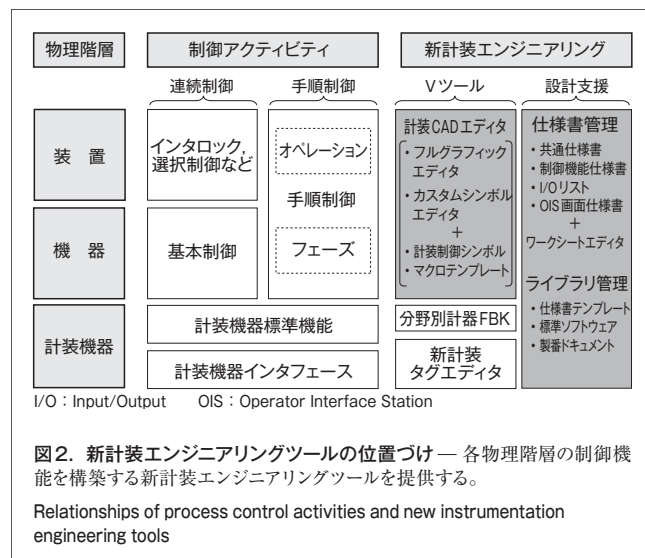 物理階層
制御アクティビティ
新計装エンジニアリング
連続制御
手順制御
Vツール
設計支援
装 置
インタロック，
選択制御など
オペレーション
手順制御
計装CADエディタ
・フルグラフィック
エディタ
・カスタムシンボル
エディタ
+
・計装制御シンボル
・マクロテンプレート
仕様書管理
・共通仕様書
・制御機能仕様書
・I/Oリスト
・OIS画面仕様書
+
ワークシートエディタ
ライブラリ管理
・仕様書テンプレート
・標準ソフトウェア
・製番ドキュメント
機 器
基本制御
フェーズ
計装機器
計装機器標準機能
分野別計器FBK
計装機器インタフェース
新計装
タグエディタ
I/O：Input/Output OIS：Operator Interface Station
図2．新計装エンジニアリングツールの位置づけ — 各物理階層の制御機
能を構築する新計装エンジニアリングツールを提供する。
Relationships of process control activities and new instrumentation
engineering tools